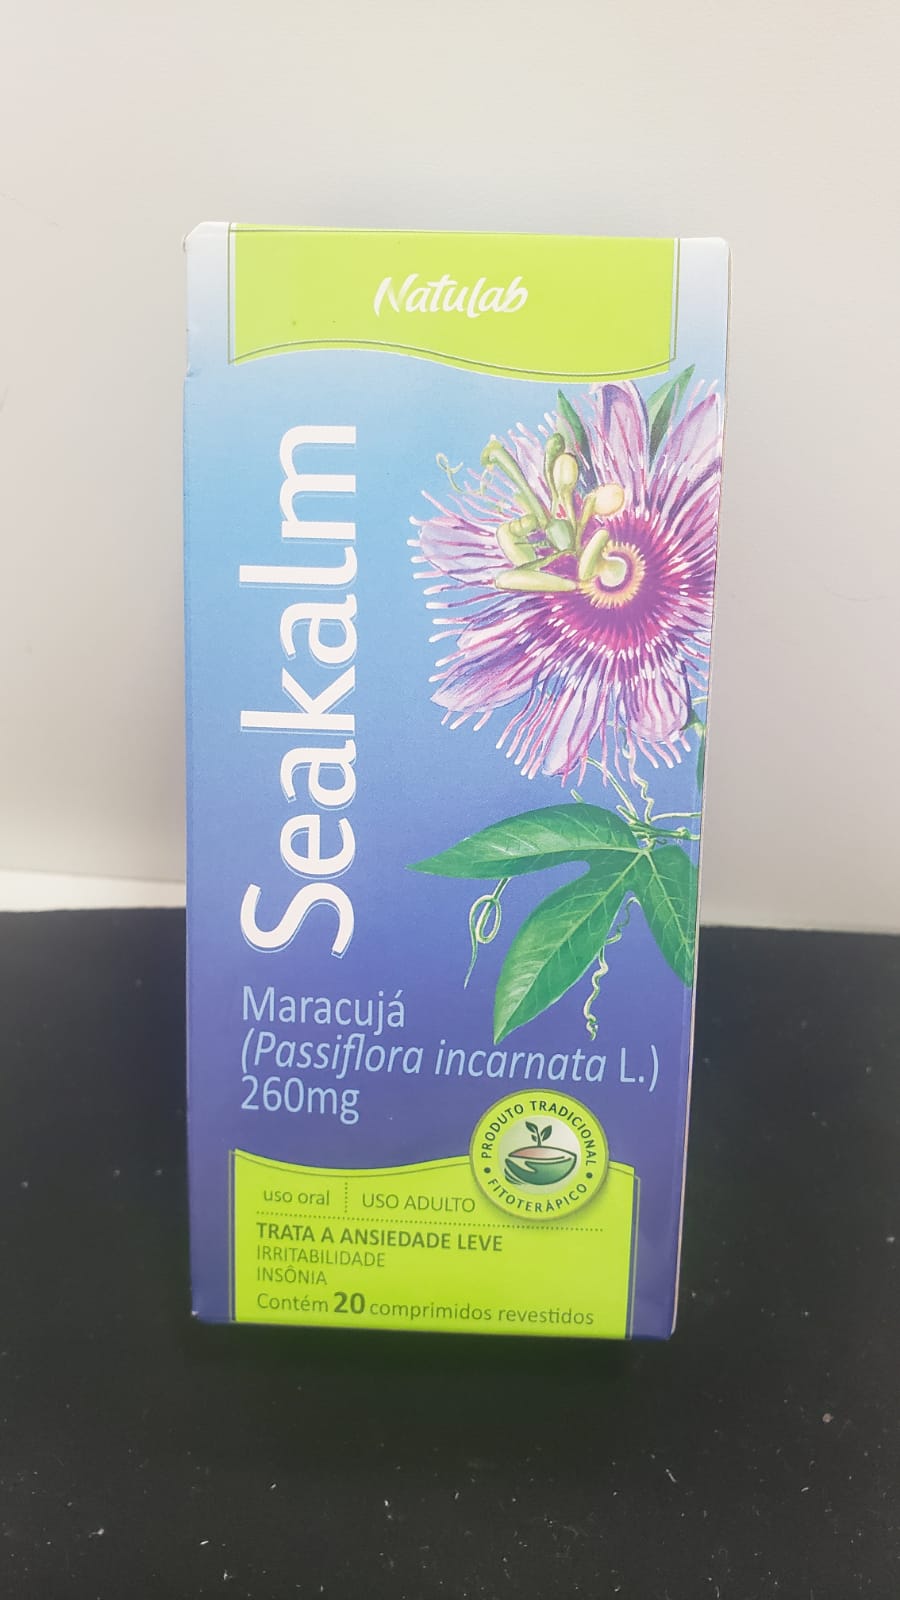 Natulab
Seakalm
Maracujá
(Passiflora incarnata L.)
260mg
PRODUTO TRADICIONAL
• FITOTERÁPICO •
uso oral USO ADULTO
TRATA A ANSIEDADE LEVE
IRRITABILIDADE
INSÔNIA
Contém 20 comprimidos revestidos